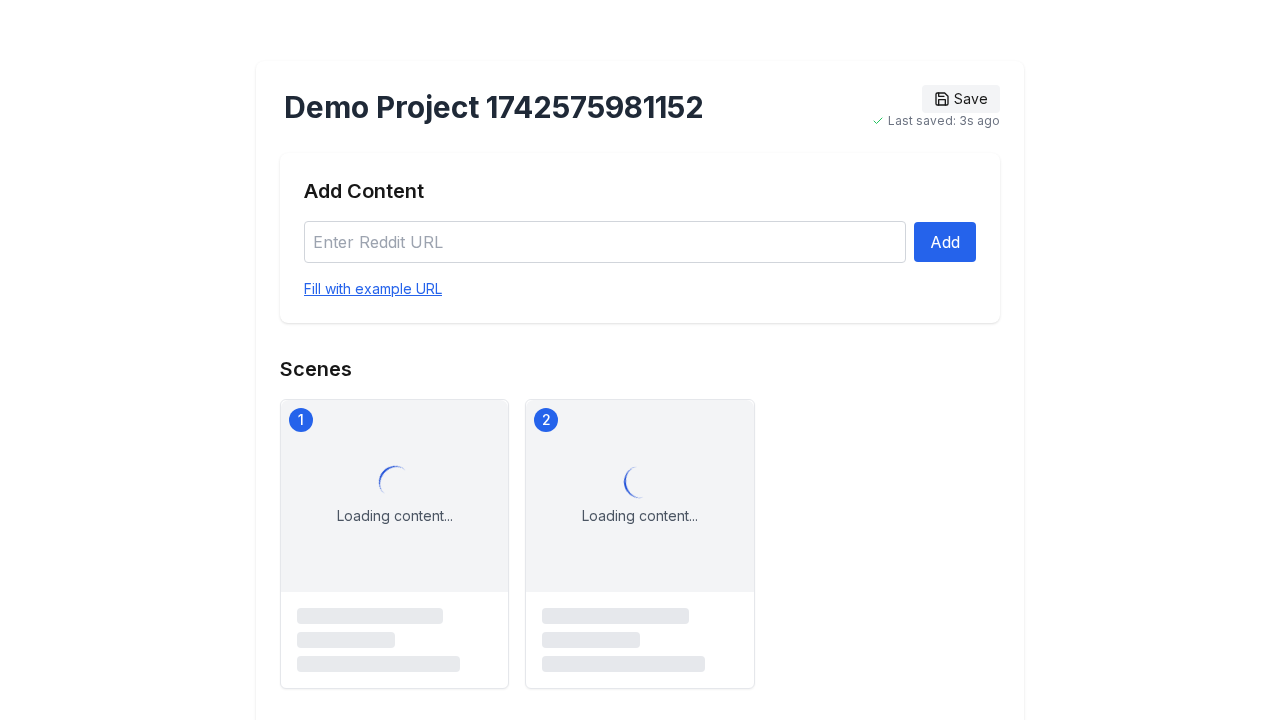 Demo Project 1742575981152
Save
Last saved: 3s ago
Add Content
Enter Reddit URL
Add
Fill with example URL
Scenes
1
2
Loading content...
Loading content...